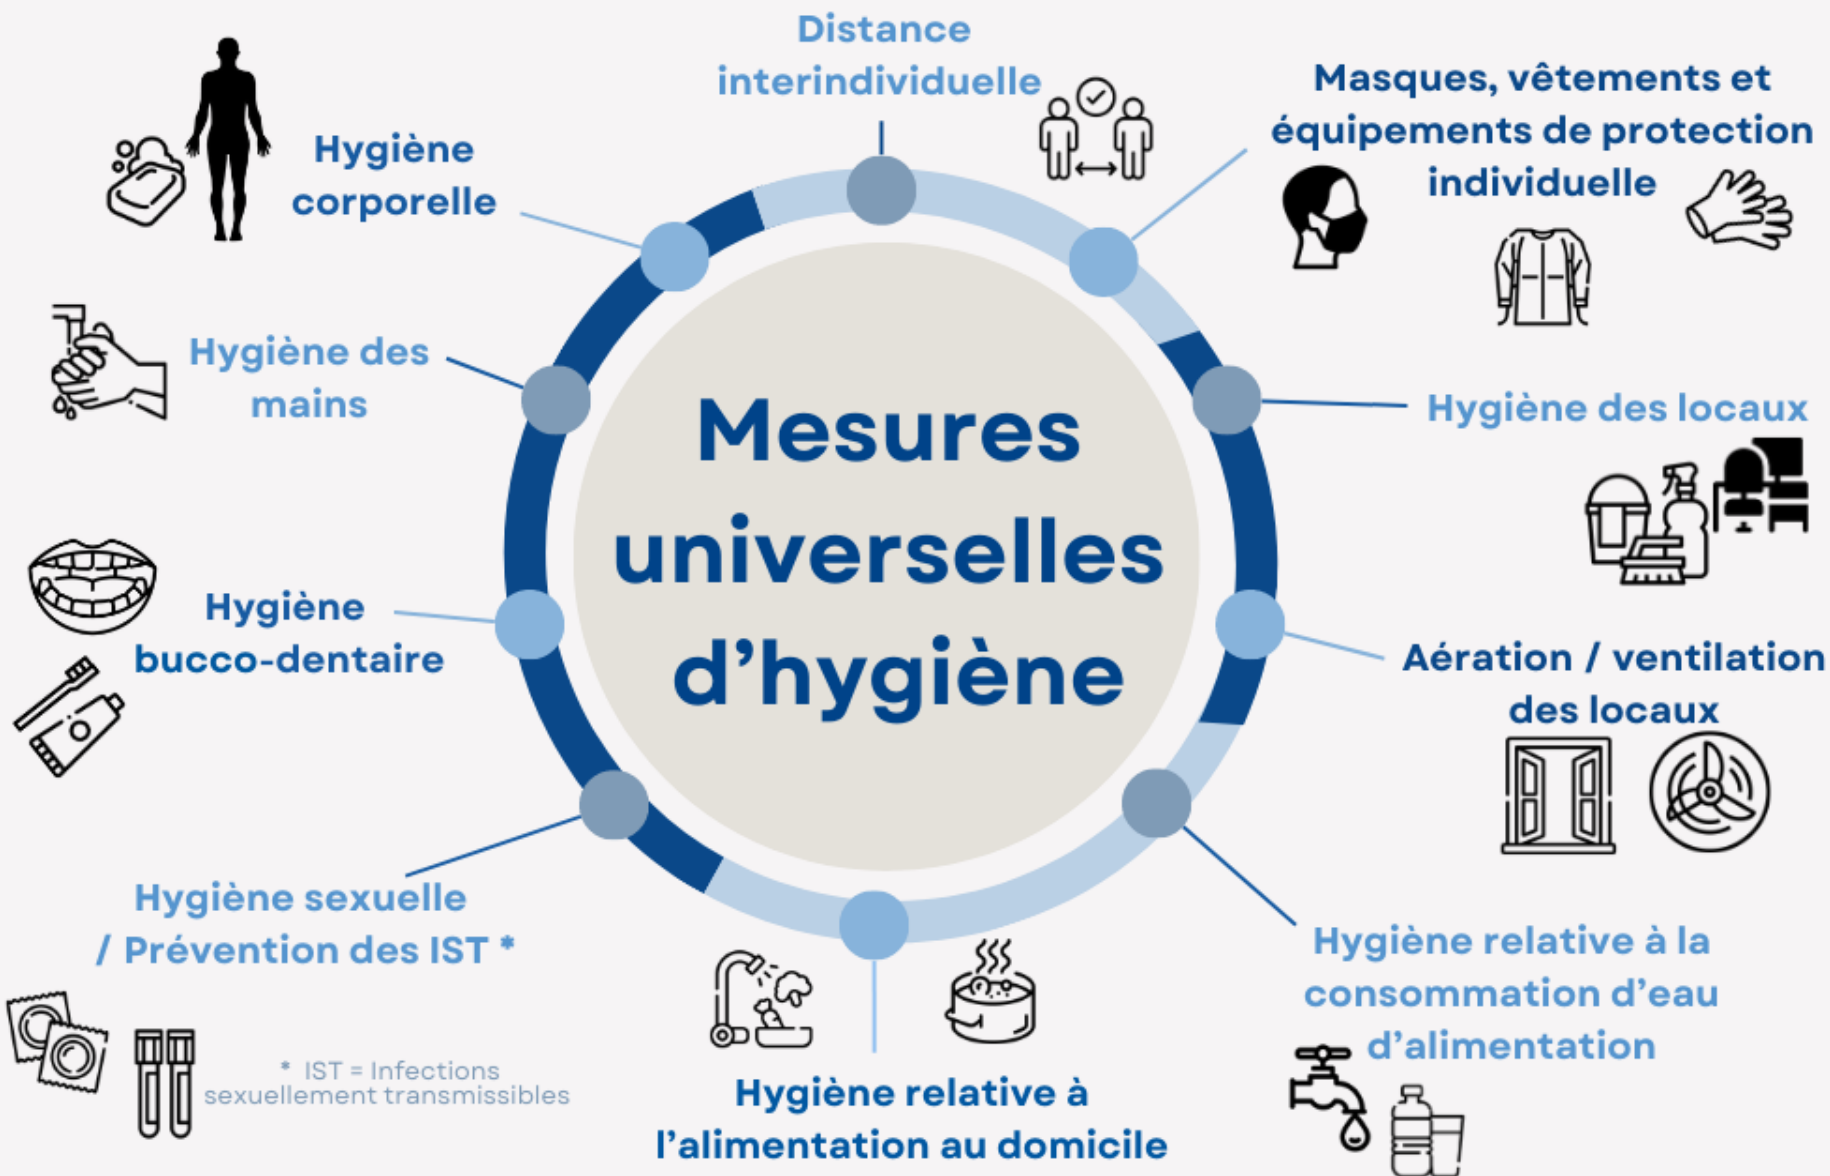 Distance
interindividuelle
Masques, vêtements et
équipements de protection
individuelle
Hygiène
corporelle
Hygiène des
mains
Hygiène des locaux
Mesures
universelles
d’hygiène
Hygiène
bucco-dentaire
Aération / ventilation
des locaux
Hygiène sexuelle
/ Prévention des IST *
Hygiène relative à la
consommation d’eau
d’alimentation
* IST = Infections
sexuellement transmissibles
Hygiène relative à
l’alimentation au domicile